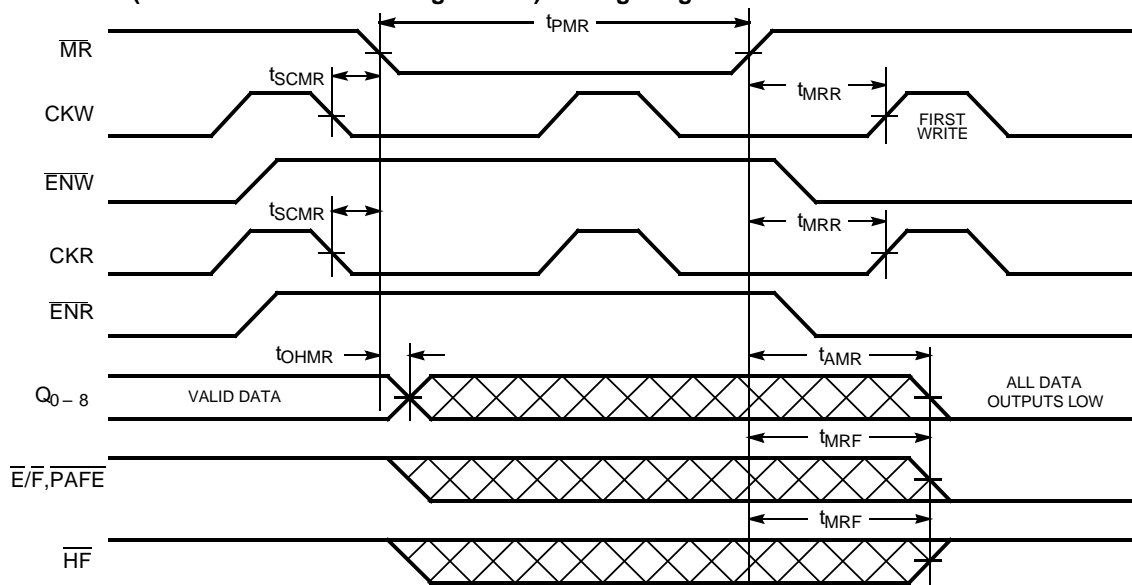 tPMR
MR
tSCMR
tMRR
CKW
FIRST
WRITE
ENW
tSCMR
tMRR
CKR
ENR
tOHMR
tAMR
Q0 – 8
VALID DATA
ALL DATA
OUTPUTS LOW
tMRF
E/F,PAFE
tMRF
HF